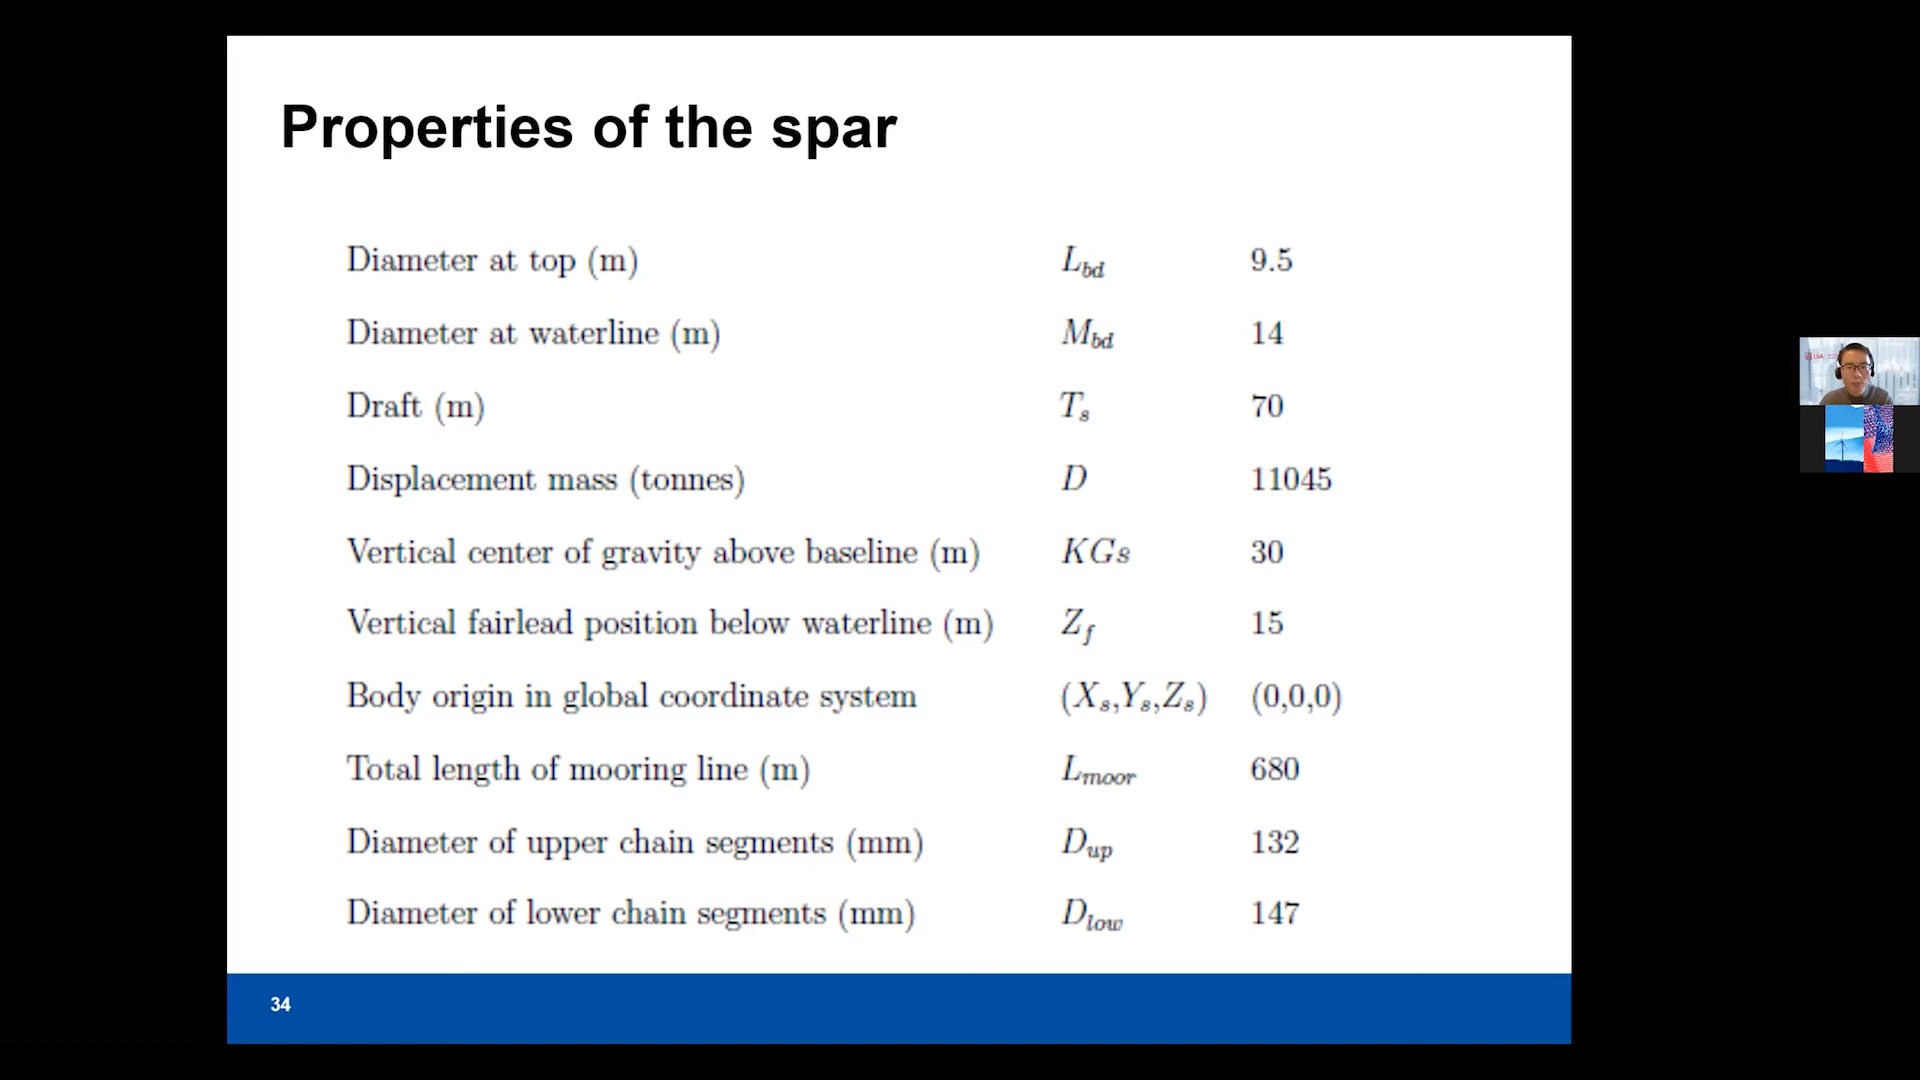 Properties of the spar
Diameter at top (m) L_bd 9.5
Diameter at waterline (m) M_bd 14
Draft (m) T_s 70
Displacement mass (tonnes) D 11045
Vertical center of gravity above baseline (m) KGs 30
Vertical fairlead position below waterline (m) Z_f 15
Body origin in global coordinate system (X_s,Y_s,Z_s) (0,0,0)
Total length of mooring line (m) L_moor 680
Diameter of upper chain segments (mm) D_up 132
Diameter of lower chain segments (mm) D_low 147
34